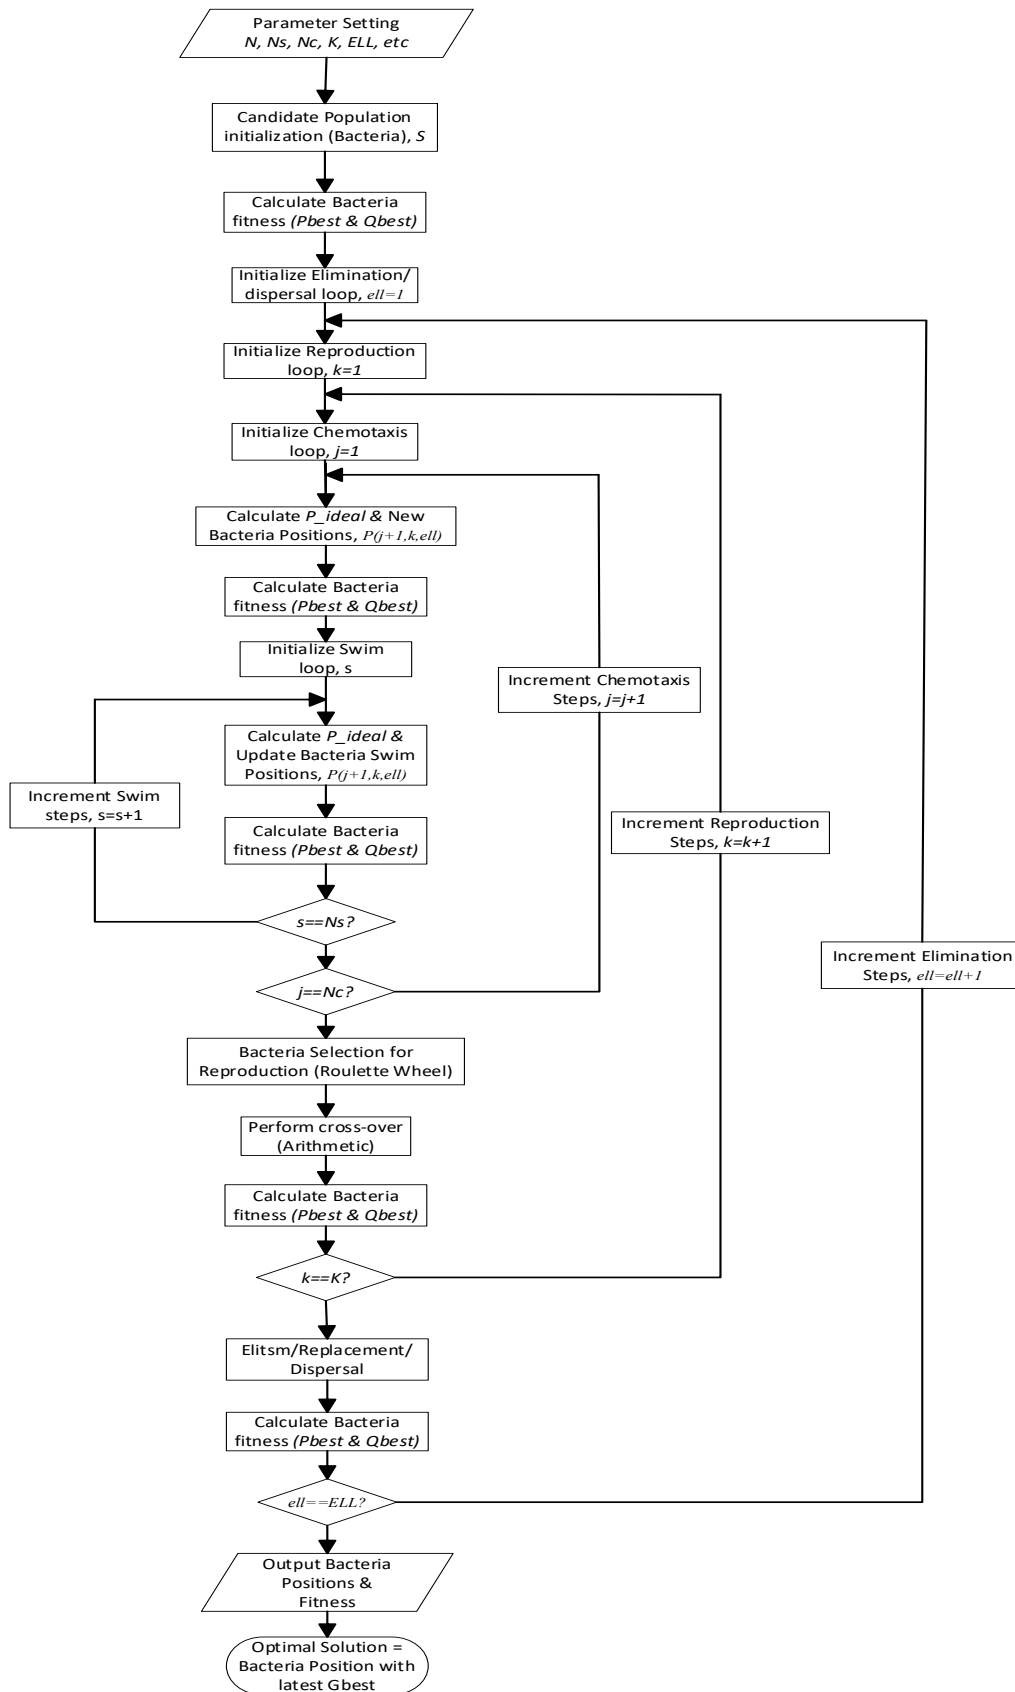 Parameter Setting
N, Ns, Nc, K, ELL, etc
Candidate Population
initialization (Bacteria), S
Calculate Bacteria
fitness (Pbest & Qbest)
Initialize Elimination/
dispersal loop, ell=1
Initialize Reproduction
loop, k=1
Initialize Chemotaxis
loop, j=1
Calculate P_ideal & New
Bacteria Positions, P(j+1,k,ell)
Calculate Bacteria
fitness (Pbest & Qbest)
Initialize Swim
loop, s
Increment Chemotaxis
Steps, j=j+1
Calculate P_ideal &
Update Bacteria Swim
Positions, P(j+1,k,ell)
Increment Swim
steps, s=s+1
Increment Reproduction
Steps, k=k+1
Calculate Bacteria
fitness (Pbest & Qbest)
s==Ns?
Increment Elimination
Steps, ell=ell+1
j==Nc?
Bacteria Selection for
Reproduction (Roulette Wheel)
Perform cross-over
(Arithmetic)
Calculate Bacteria
fitness (Pbest & Qbest)
k==K?
Elitsm/Replacement/
Dispersal
Calculate Bacteria
fitness (Pbest & Qbest)
ell==ELL?
Output Bacteria
Positions &
Fitness
Optimal Solution =
Bacteria Position with
latest Gbest